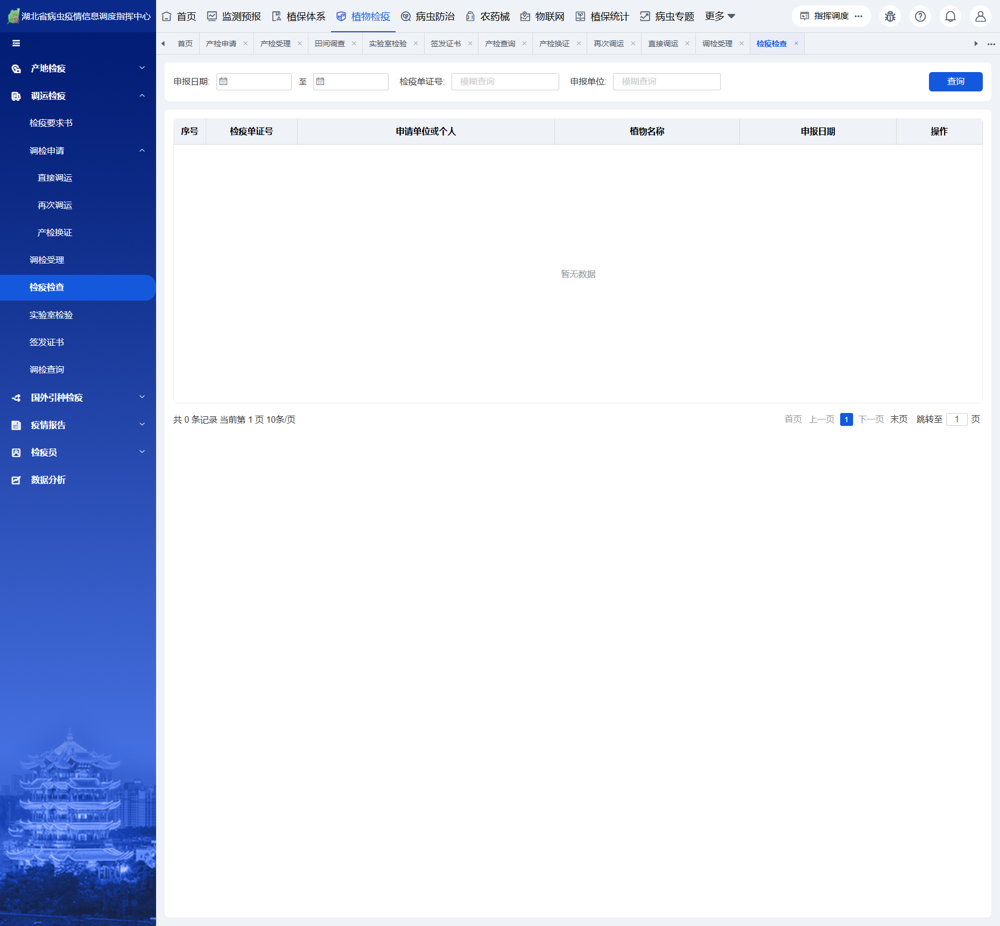 湖北省病虫疫情信息调度指挥中心
首页 监测预报 植保体系 植物检疫 病虫防治 农药械 物联网 植保统计 病虫专题 更多
指挥调度
首页 产检申请 产检受理 田间调查 实验室检验 签发证书 产检查询 产检换证 再次调运 直接调运 调检受理 检疫检查
产地检疫
调运检疫
检疫要求书
调检申请
直接调运
再次调运
产检换证
调检受理
检疫检查
实验室检验
签发证书
调检查询
国外引种检疫
疫情报告
检疫员
数据分析
申报日期: 至 检疫单证号: 模糊查询 申报单位: 模糊查询 查询
序号 检疫单证号 申请单位或个人 植物名称 申报日期 操作
暂无数据
共 0 条记录 当前第 1 页 10条/页
首页 上一页 1 下一页 末页 跳转至 1 页